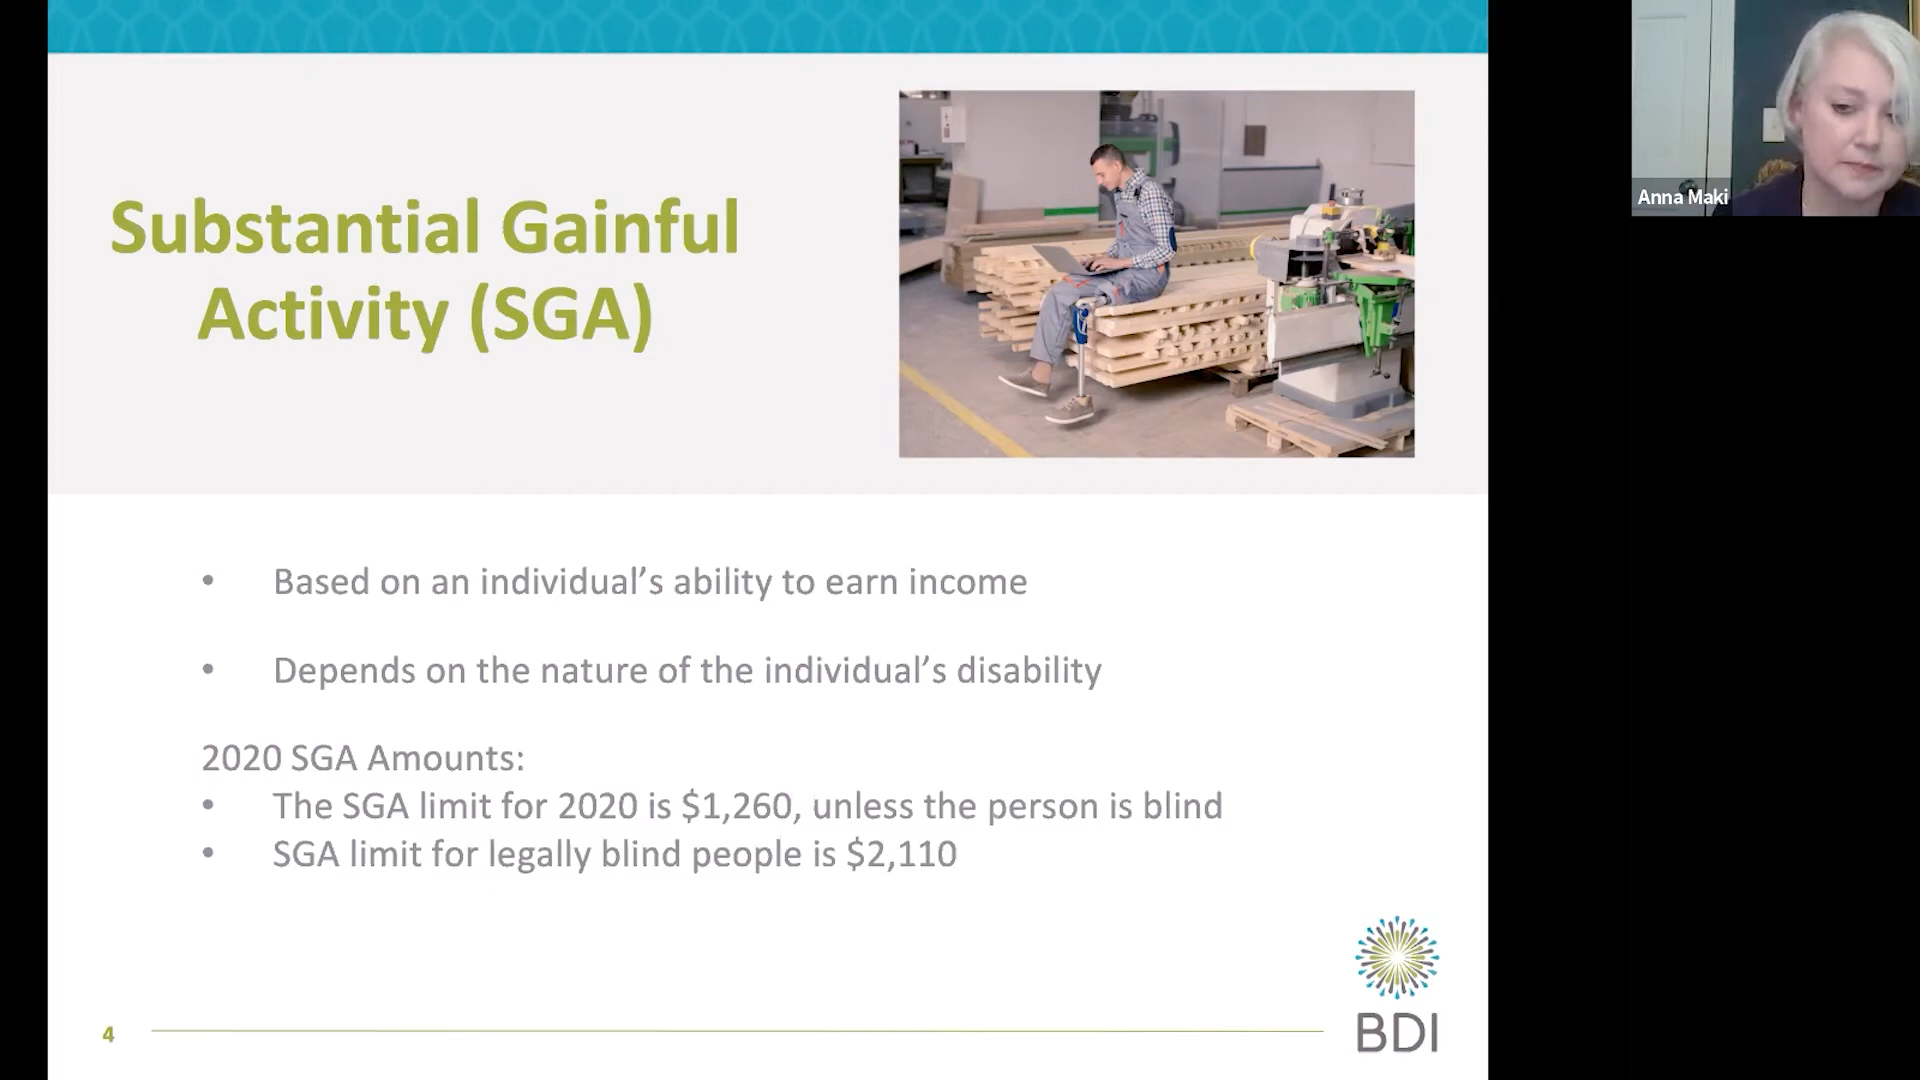 Substantial Gainful
Activity (SGA)
Anna Maki
• Based on an individual’s ability to earn income
• Depends on the nature of the individual’s disability
2020 SGA Amounts:
• The SGA limit for 2020 is $1,260, unless the person is blind
• SGA limit for legally blind people is $2,110
4
BDI